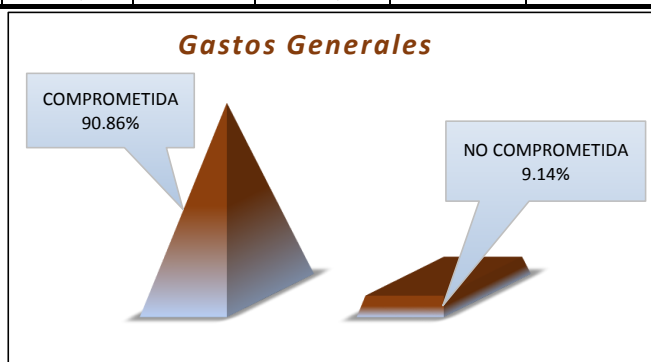 Gastos Generales
COMPROMETIDA
90.86%
NO COMPROMETIDA
9.14%